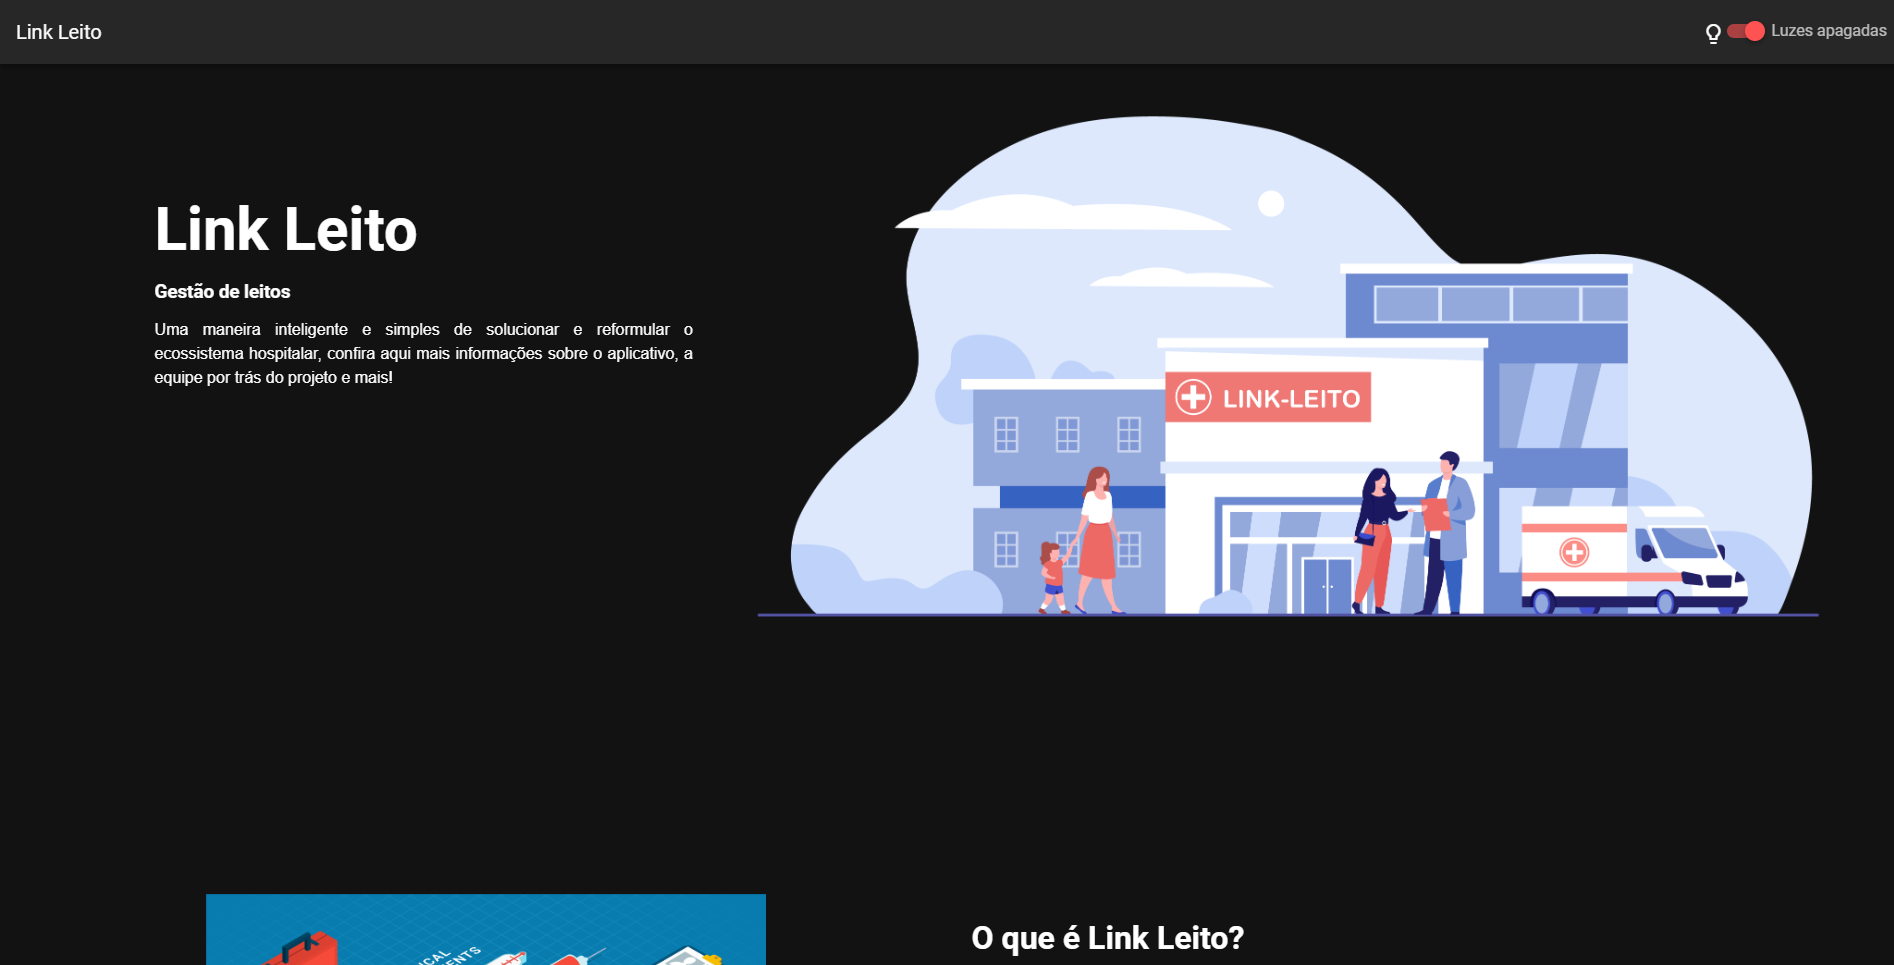 Link Leito
Luzes apagadas
Link Leito
Gestão de leitos
Uma maneira inteligente e simples de solucionar e reformular o
ecossistema hospitalar, confira aqui mais informações sobre o aplicativo, a
equipe por trás do projeto e mais!
LINK-LEITO
O que é Link Leito?